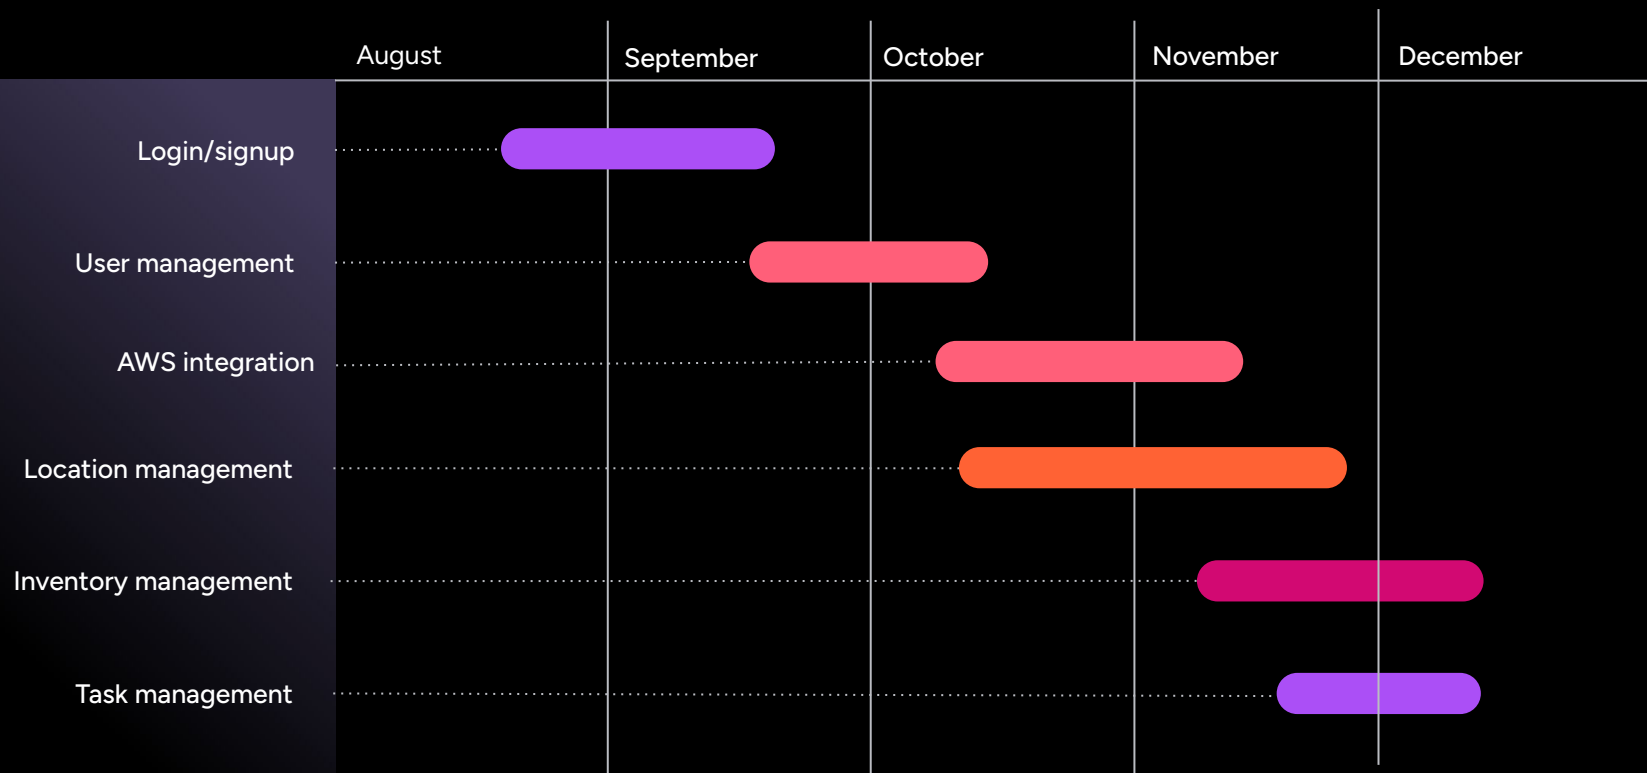 August
September
October
November
December
Login/signup
User management
AWS integration
Location management
Inventory management
Task management